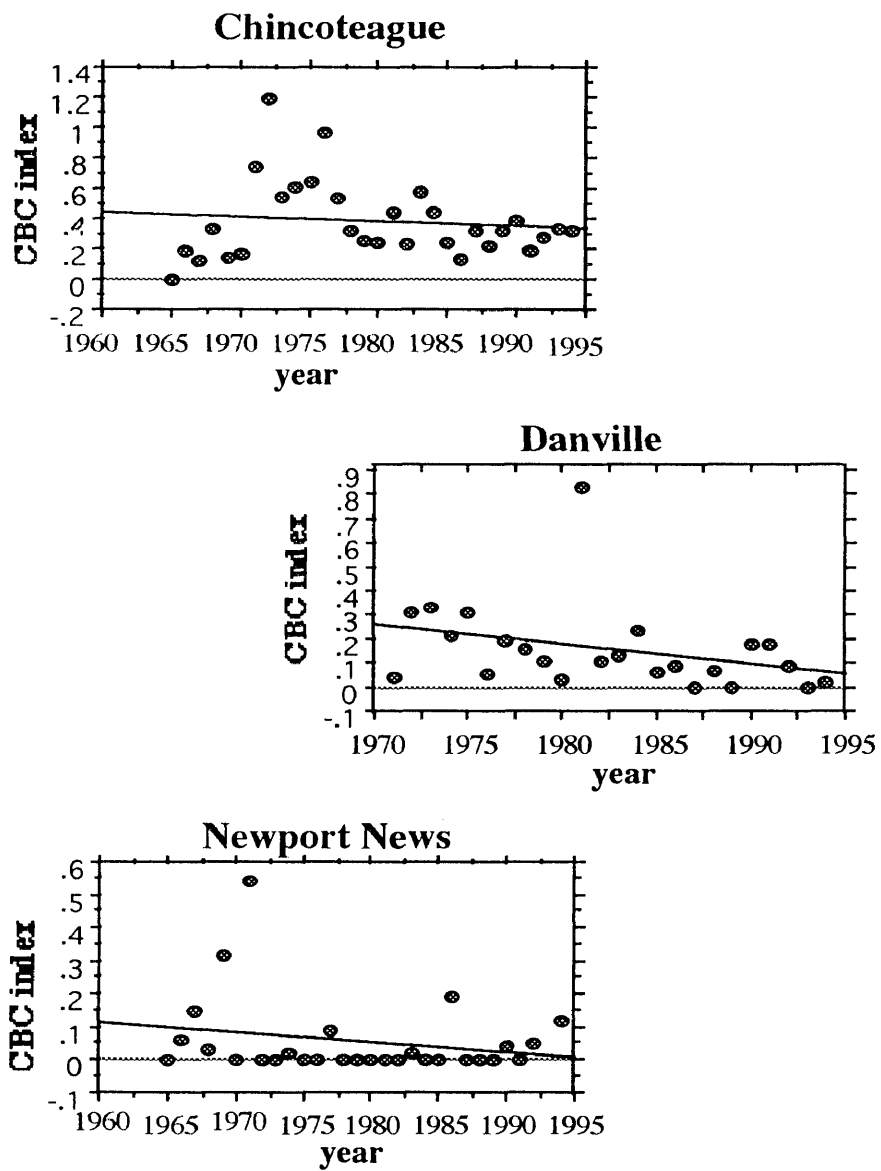 Chincoteague
CBC index
1.4
1.2
1
.8
.6
.4
.2
0
-.2
1960 1965 1970 1975 1980 1985 1990 1995
year
Danville
CBC index
.9
.8
.7
.6
.5
.4
.3
.2
.1
0
-.1
1970 1975 1980 1985 1990 1995
year
Newport News
CBC index
.6
.5
.4
.3
.2
.1
0
-.1
1960 1965 1970 1975 1980 1985 1990 1995
year